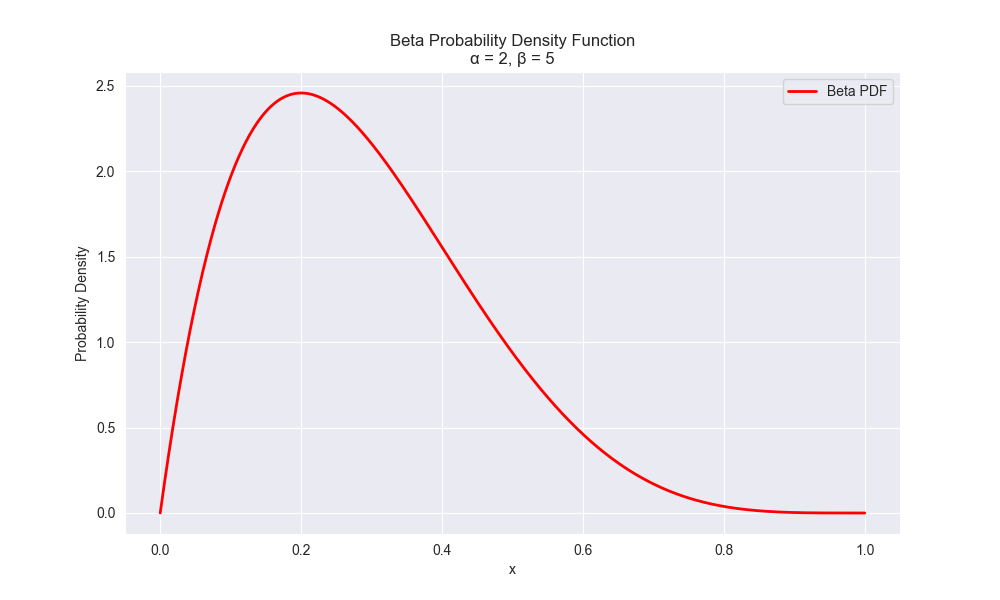 Beta Probability Density Function
α = 2, β = 5
Beta PDF
Probability Density
2.5
2.0
1.5
1.0
0.5
0.0
0.0 0.2 0.4 0.6 0.8 1.0
x